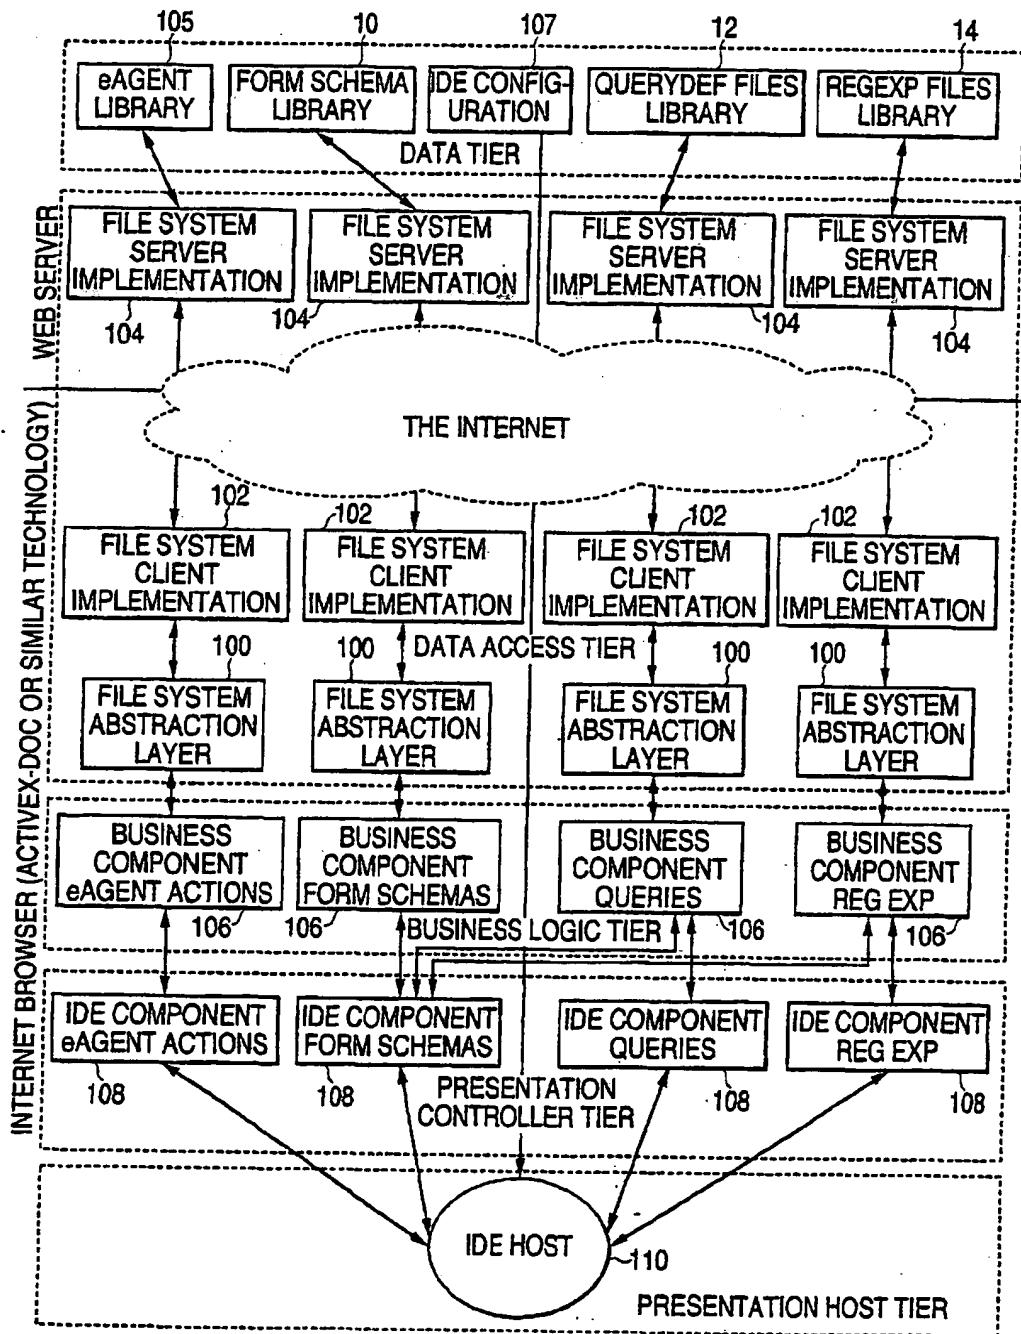 105
10
107
12
14
eAGENT
LIBRARY
FORM SCHEMA
LIBRARY
IDE CONFIG-
URATION
QUERYDEF FILES
LIBRARY
REGEXP FILES
LIBRARY
DATA TIER
WEB SERVER
FILE SYSTEM
SERVER
IMPLEMENTATION
FILE SYSTEM
SERVER
IMPLEMENTATION
FILE SYSTEM
SERVER
IMPLEMENTATION
FILE SYSTEM
SERVER
IMPLEMENTATION
104
104
104
104
THE INTERNET
INTERNET BROWSER (ACTIVEX-DOC OR SIMILAR TECHNOLOGY)
102
102
102
102
FILE SYSTEM
CLIENT
IMPLEMENTATION
FILE SYSTEM
CLIENT
IMPLEMENTATION
FILE SYSTEM
CLIENT
IMPLEMENTATION
FILE SYSTEM
CLIENT
IMPLEMENTATION
DATA ACCESS TIER
100
100
100
100
FILE SYSTEM
ABSTRACTION
LAYER
FILE SYSTEM
ABSTRACTION
LAYER
FILE SYSTEM
ABSTRACTION
LAYER
FILE SYSTEM
ABSTRACTION
LAYER
BUSINESS
COMPONENT
eAGENT ACTIONS
BUSINESS
COMPONENT
FORM SCHEMAS
BUSINESS
COMPONENT
QUERIES
BUSINESS
COMPONENT
REG EXP
106
106
BUSINESS LOGIC TIER
106
106
IDE COMPONENT
eAGENT ACTIONS
IDE COMPONENT
FORM SCHEMAS
IDE COMPONENT
QUERIES
IDE COMPONENT
REG EXP
108
108
PRESENTATION
CONTROLLER TIER
108
108
IDE HOST
110
PRESENTATION HOST TIER